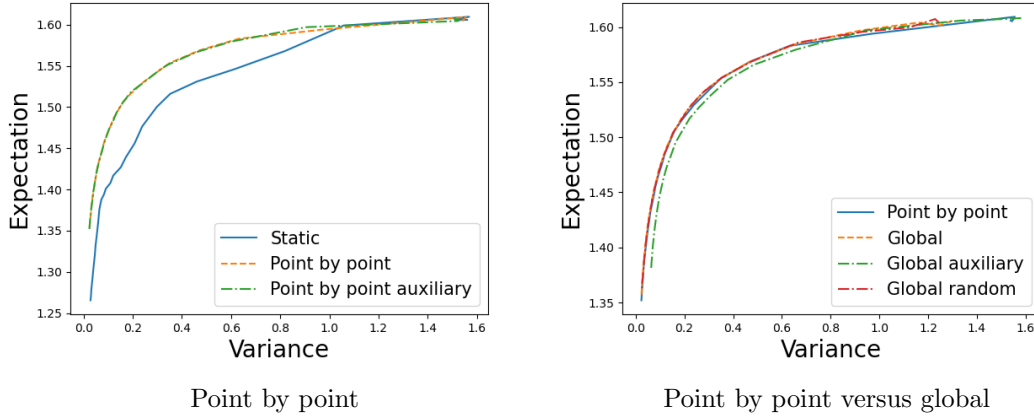 1.60
1.55
1.50
1.45
1.40
1.35
1.30
1.25
Expectation
0.0 0.2 0.4 0.6 0.8 1.0 1.2 1.4 1.6
Variance
Static
Point by point
Point by point auxiliary
Point by point
1.60
1.55
1.50
1.45
1.40
1.35
Expectation
0.0 0.2 0.4 0.6 0.8 1.0 1.2 1.4 1.6
Variance
Point by point
Global
Global auxiliary
Global random
Point by point versus global